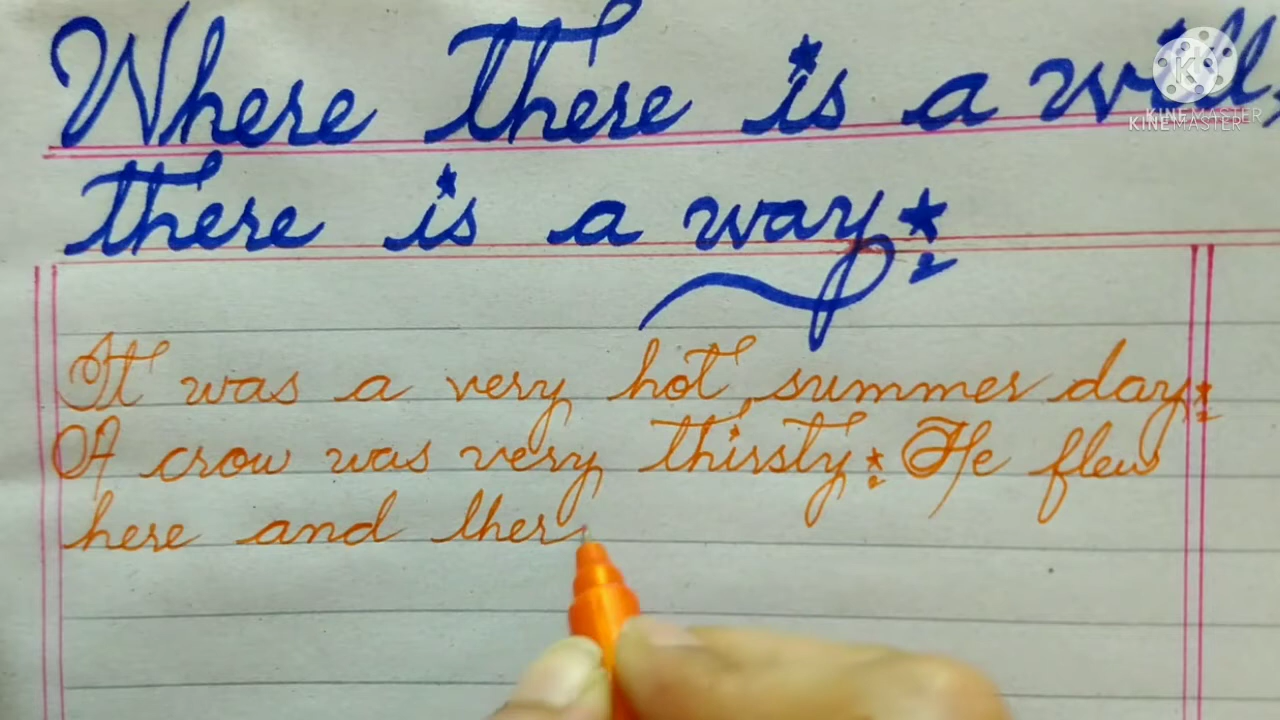 Where there is a will,
there is a way.
It was a very hot summer day.
A crow was very thirsty. He flew
here and ther
KINEMASTER
KINEMASTER